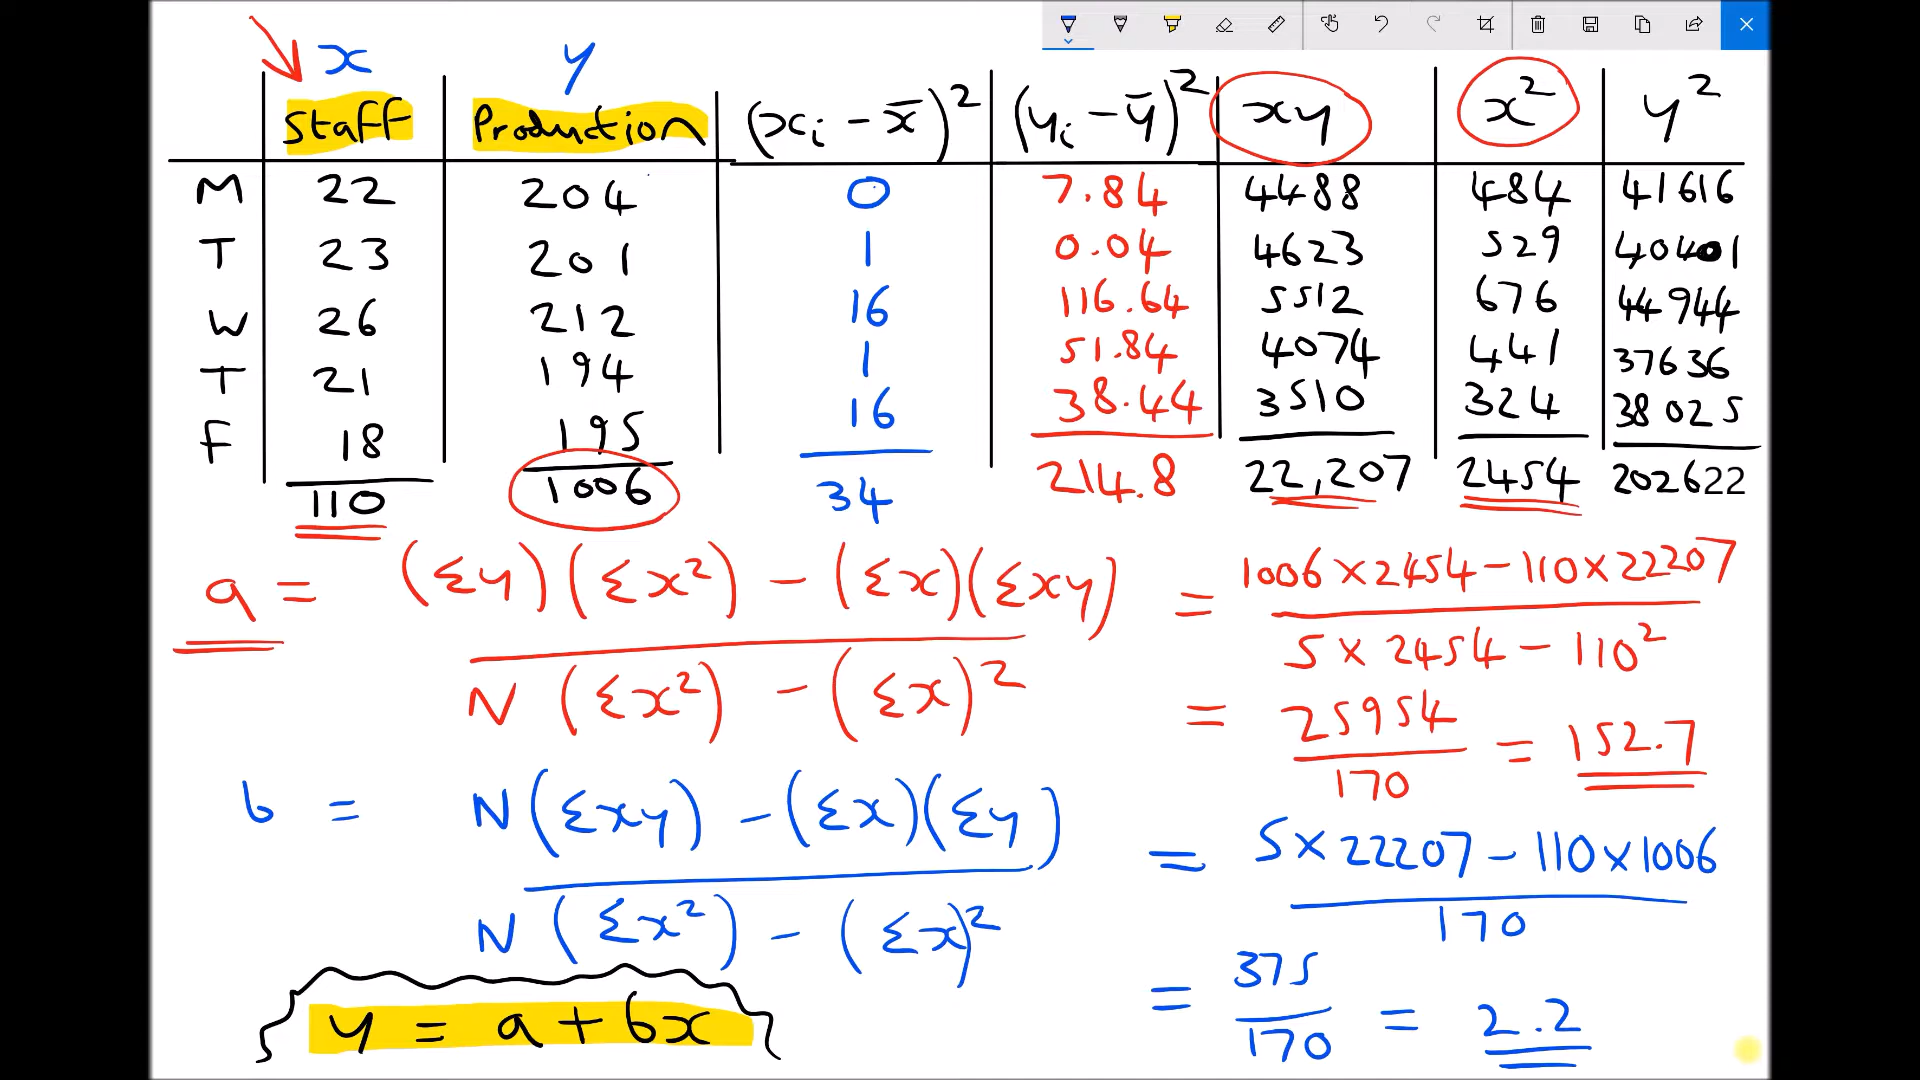 x y
Staff Production (xi - x̄)² (yi - ȳ)² xy x² y²
M 22 204 0 7.84 4488 484 41616
T 23 201 1 0.04 4623 529 40401
W 26 212 16 116.64 5512 676 44944
T 21 194 1 51.84 4074 441 37636
F 18 195 16 38.44 3510 324 38025
110 1006 34 214.8 22,207 2454 202622
a = (Σy)(Σx²) - (Σx)(Σxy) = 1006 x 2454 - 110 x 22207
N (Σx²) - (Σx)² 5 x 2454 - 110²
= 25954 = 152.7
170
b = N(Σxy) - (Σx)(Σy) = 5 x 22207 - 110 x 1006
N (Σx²) - (Σx)² 170
= 375 = 2.2
170
y = a + bx